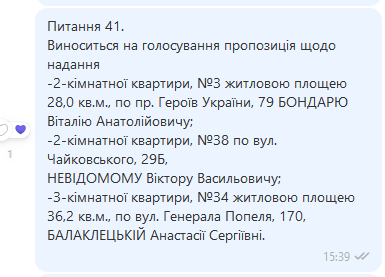 Питання 41.
Виноситься на голосування пропозиція щодо
надання
-2-кімнатної квартири, №3 житловою площею
28,0 кв.м., по пр. Героїв України, 79 БОНДАРЮ
Віталію Анатолійовичу;
-2-кімнатної квартири, №38 по вул.
Чайковського, 29Б,
НЕВІДОМОМУ Віктору Васильовичу;
-3-кімнатної квартири, №34 житловою площею
36,2 кв.м., по вул. Генерала Попеля, 170,
БАЛАКЛЕЦЬКІЙ Анастасії Сергіївні.
1
15:39